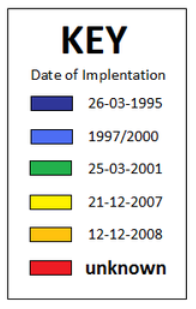 KEY
Date of Implentation
26-03-1995
1997/2000
25-03-2001
21-12-2007
12-12-2008
unknown